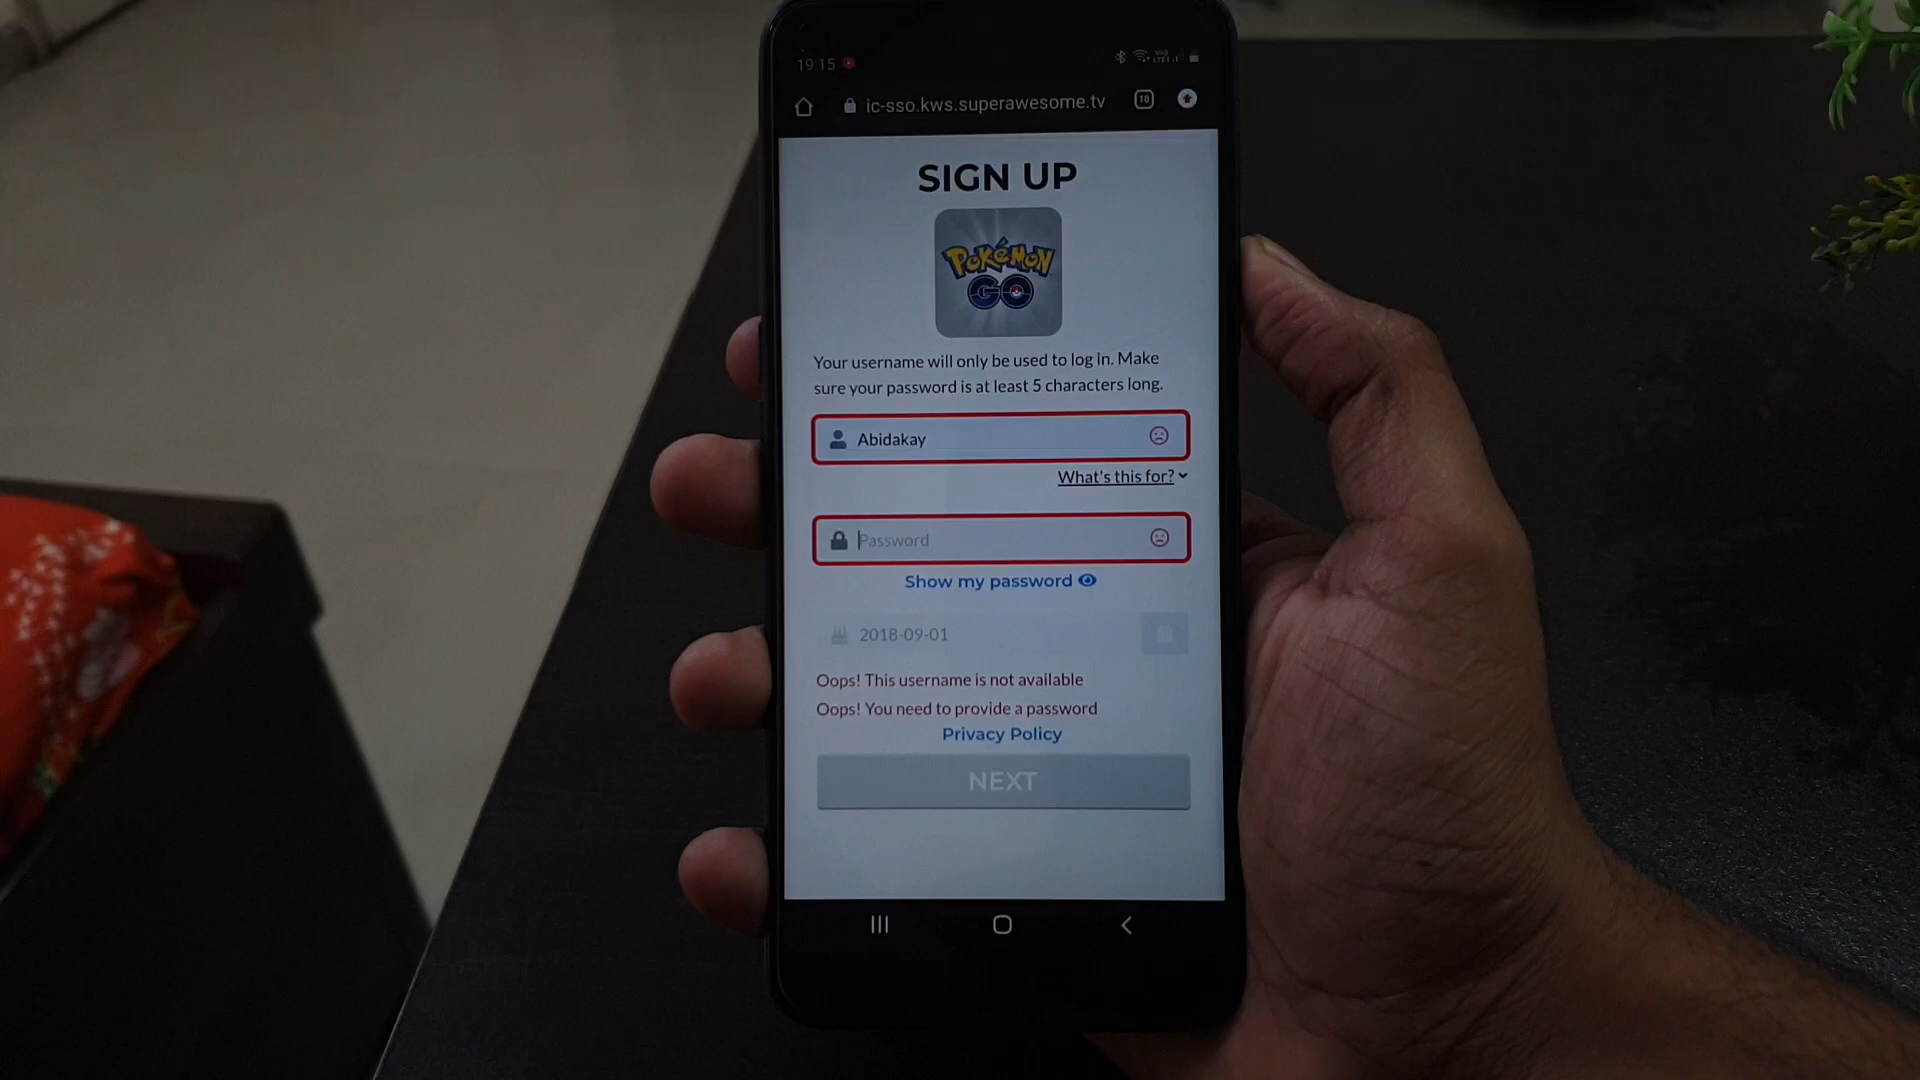 19:15
ic-sso.kws.superawesome.tv
10
SIGN UP
POKéMON
GO
Your username will only be used to log in. Make
sure your password is at least 5 characters long.
Abidakay
What's this for?
Password
Show my password
2018-09-01
Oops! This username is not available
Oops! You need to provide a password
Privacy Policy
NEXT